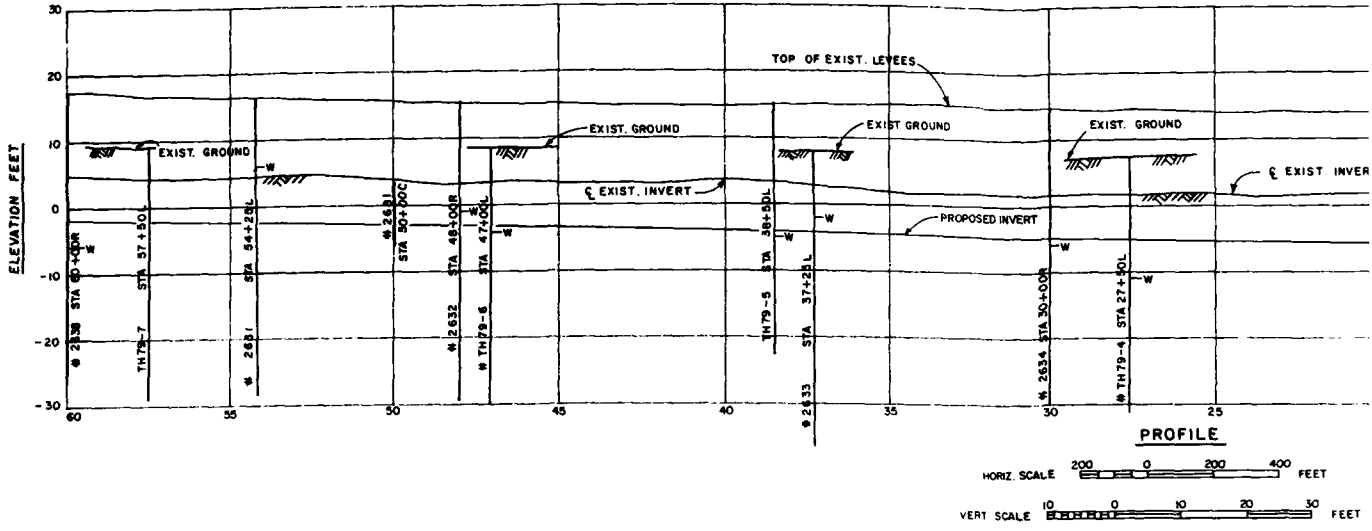 30
20
10
0
-10
-20
-30
ELEVATION FEET
TOP OF EXIST. LEVEES
EXIST. GROUND
EXIST. GROUND
EXIST GROUND
EXIST. GROUND
W
℄ EXIST. INVERT
℄ EXIST. INVER
PROPOSED INVERT
W
W
W
W
W
W
W
STA 60+00R
TH79-7 STA 57+50L
# 2631 STA 54+25L
# 2631
STA 50+00C
# 2632 STA 48+00R
# TH79-6 STA 47+00L
TH79-5 STA 38+50L
# 2633 STA 37+25L
# 2634 STA 30+00R
# TH79-4 STA 27+50L
60 55 50 45 40 35 30 25
PROFILE
HORIZ. SCALE 200 0 200 400 FEET
VERT SCALE 10 0 10 20 30 FEET